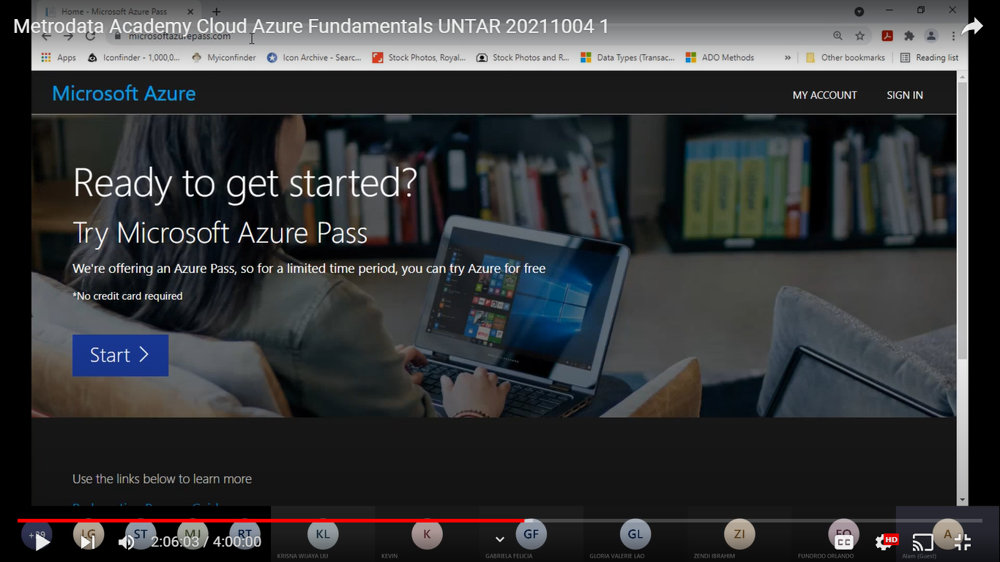 Home - Microsoft Azure Pass
Metrodata Academy Cloud Azure Fundamentals UNTAR 20211004 1
microsoftazurepass.com
Apps
Iconfinder - 1,000,0...
Myiconfinder
Icon Archive - Searc...
Stock Photos, Royal...
Stock Photos and R...
Data Types (Transac...
ADO Methods
»
Other bookmarks
Reading list
Microsoft Azure
MY ACCOUNT
SIGN IN
Ready to get started?
Try Microsoft Azure Pass
We're offering an Azure Pass, so for a limited time period, you can try Azure for free
*No credit card required
Start
Use the links below to learn more
LG
ST
MJ
RT
KL
K
GF
GL
ZI
FO
A
2:06:03 / 4:00:00
CC
HD
KRISNA WIJAYA LIU
KEVIN
GABRIELA FELICIA
GLORIA VALERIE LAO
ZENDI IBRAHIM
FUNDROO ORLANDO
Alam (Guest)